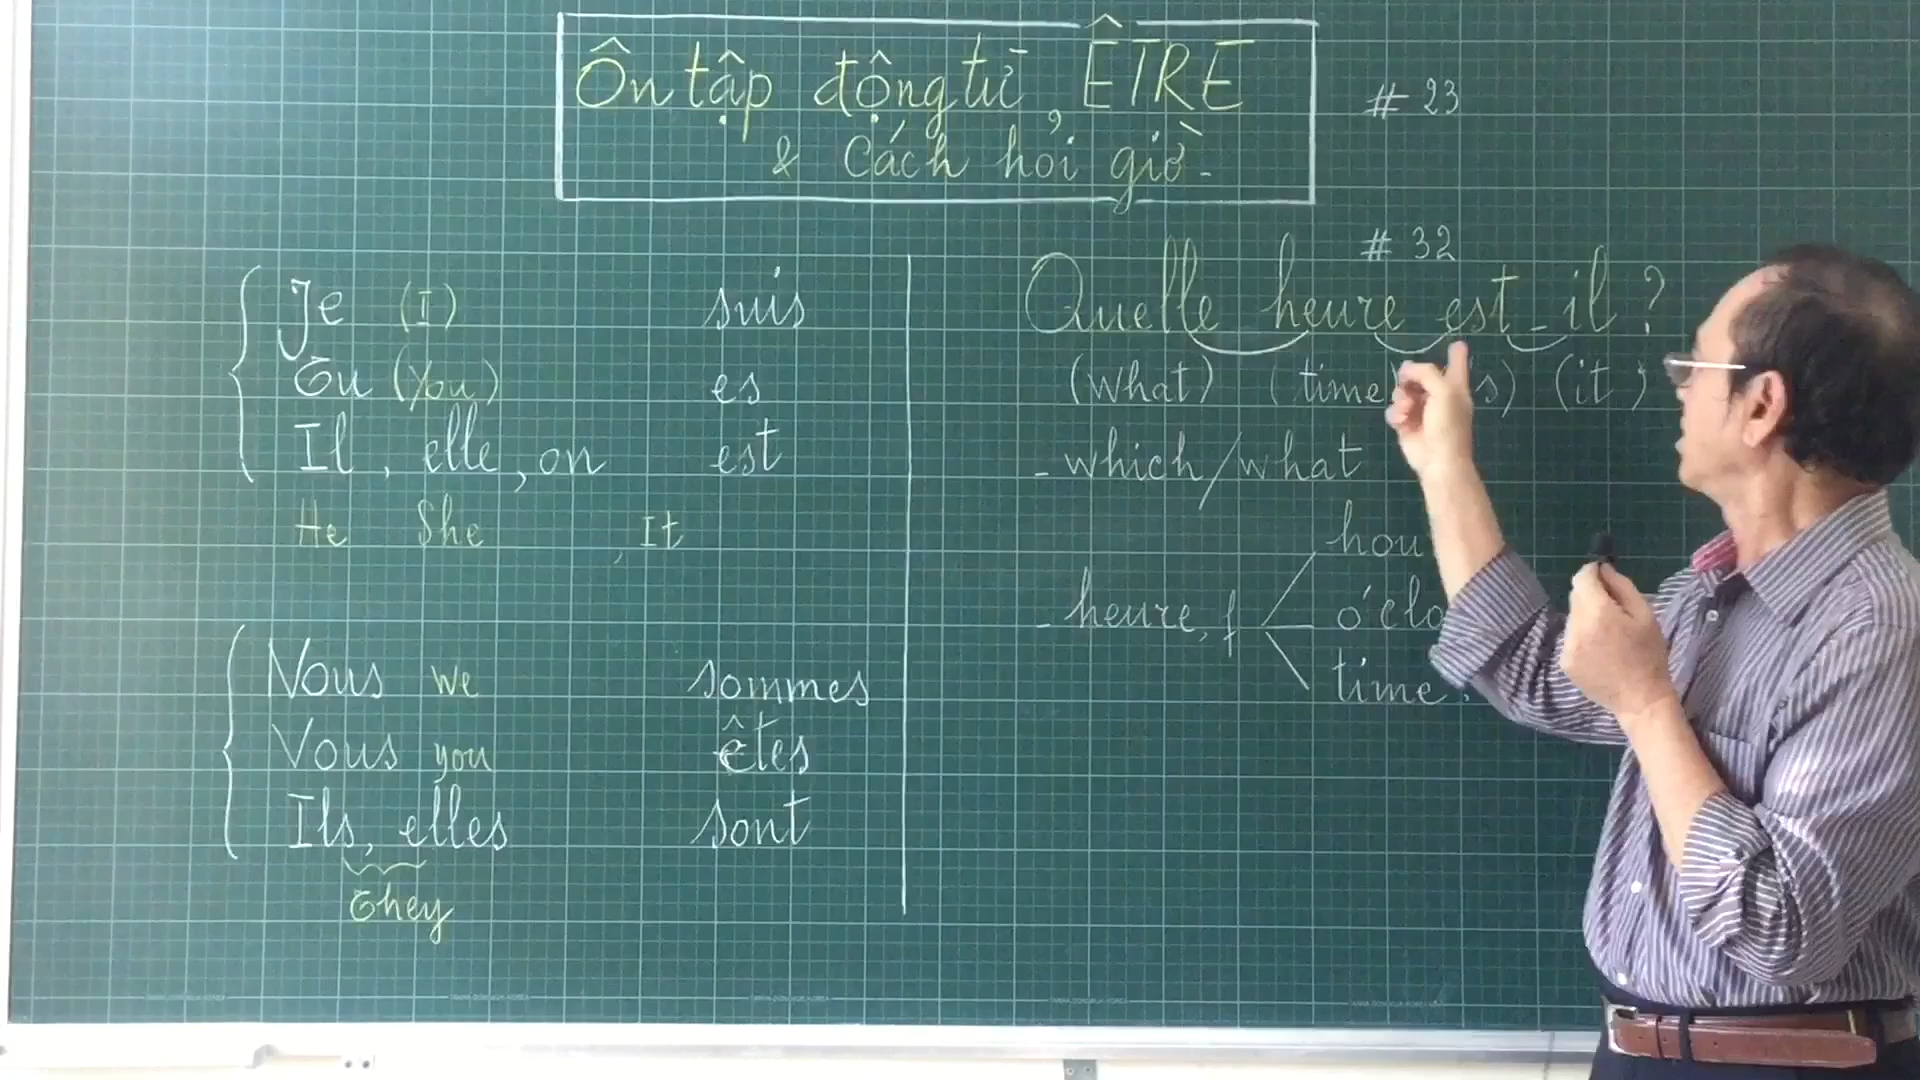 Ôn tập động từ ÊTRE
& Cách hỏi giờ.
# 23
Je (I) suis
Tu (You) es
Il, elle, on est
He She , It
Nous we sommes
Vous you êtes
Ils, elles sont
They
# 32
Quelle heure est-il ?
(what) (time) s) (it)
- which/what
- heure, f
hou
o'clo
time.